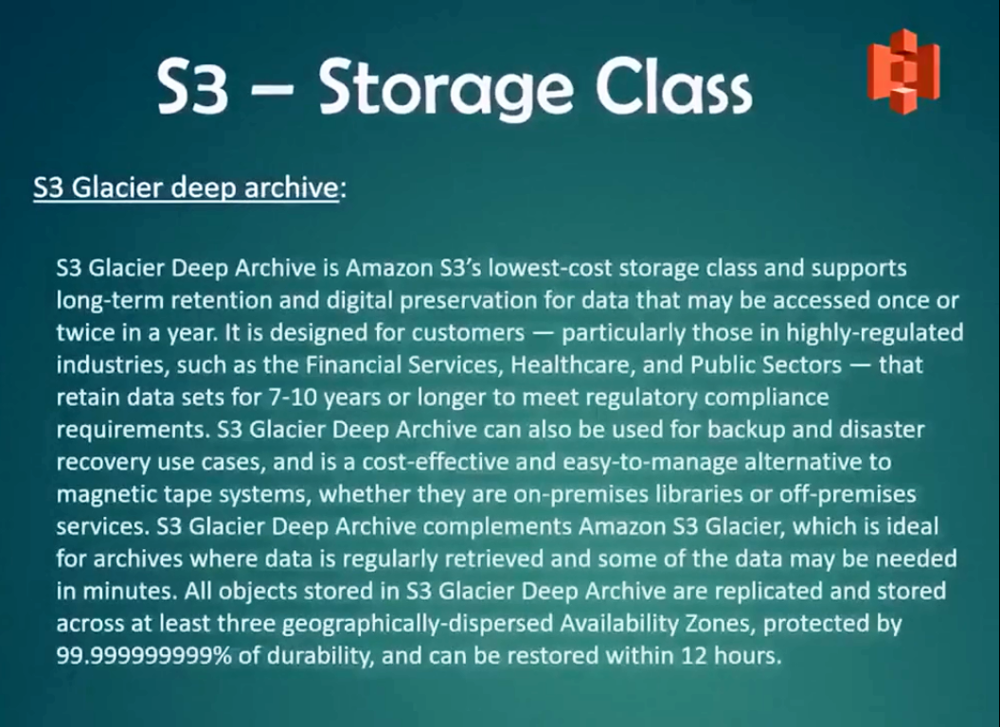 S3 – Storage Class
S3 Glacier deep archive:
S3 Glacier Deep Archive is Amazon S3’s lowest-cost storage class and supports
long-term retention and digital preservation for data that may be accessed once or
twice in a year. It is designed for customers — particularly those in highly-regulated
industries, such as the Financial Services, Healthcare, and Public Sectors — that
retain data sets for 7-10 years or longer to meet regulatory compliance
requirements. S3 Glacier Deep Archive can also be used for backup and disaster
recovery use cases, and is a cost-effective and easy-to-manage alternative to
magnetic tape systems, whether they are on-premises libraries or off-premises
services. S3 Glacier Deep Archive complements Amazon S3 Glacier, which is ideal
for archives where data is regularly retrieved and some of the data may be needed
in minutes. All objects stored in S3 Glacier Deep Archive are replicated and stored
across at least three geographically-dispersed Availability Zones, protected by
99.999999999% of durability, and can be restored within 12 hours.